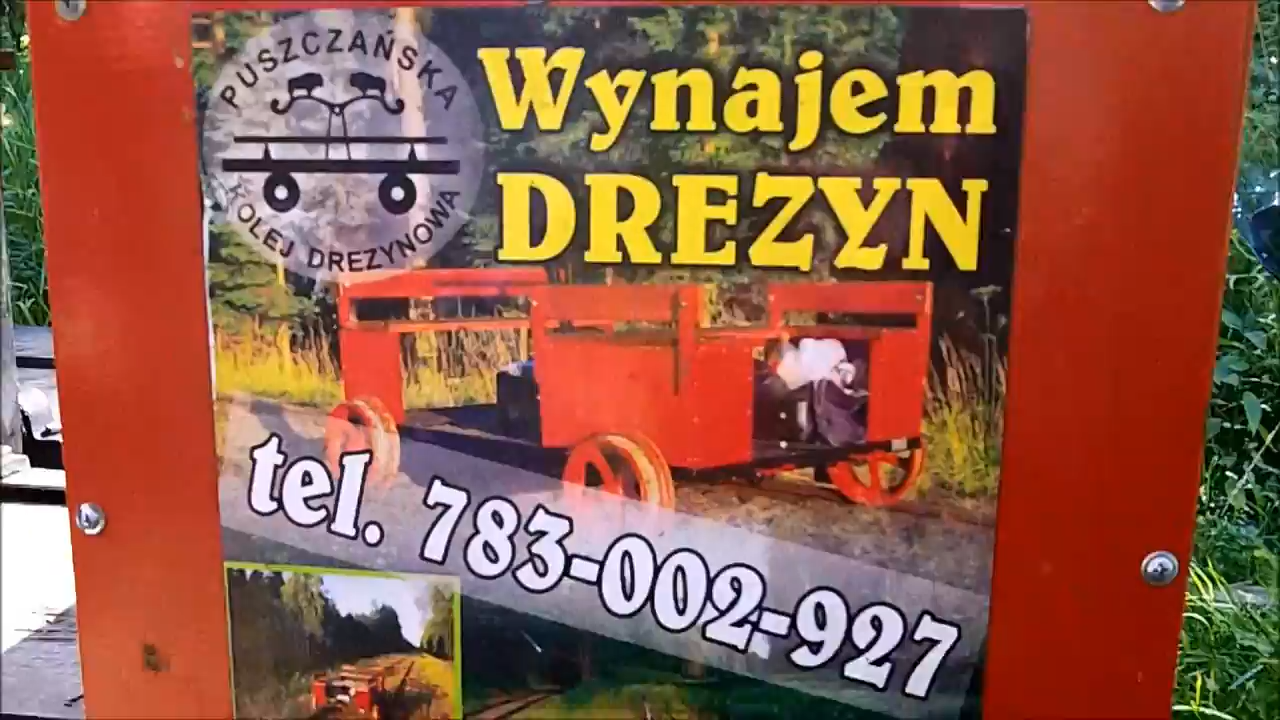 PUSZCZAŃSKA
KOLEJ DREZYNOWA
Wynajem
DREZYN
tel. 783-002-927